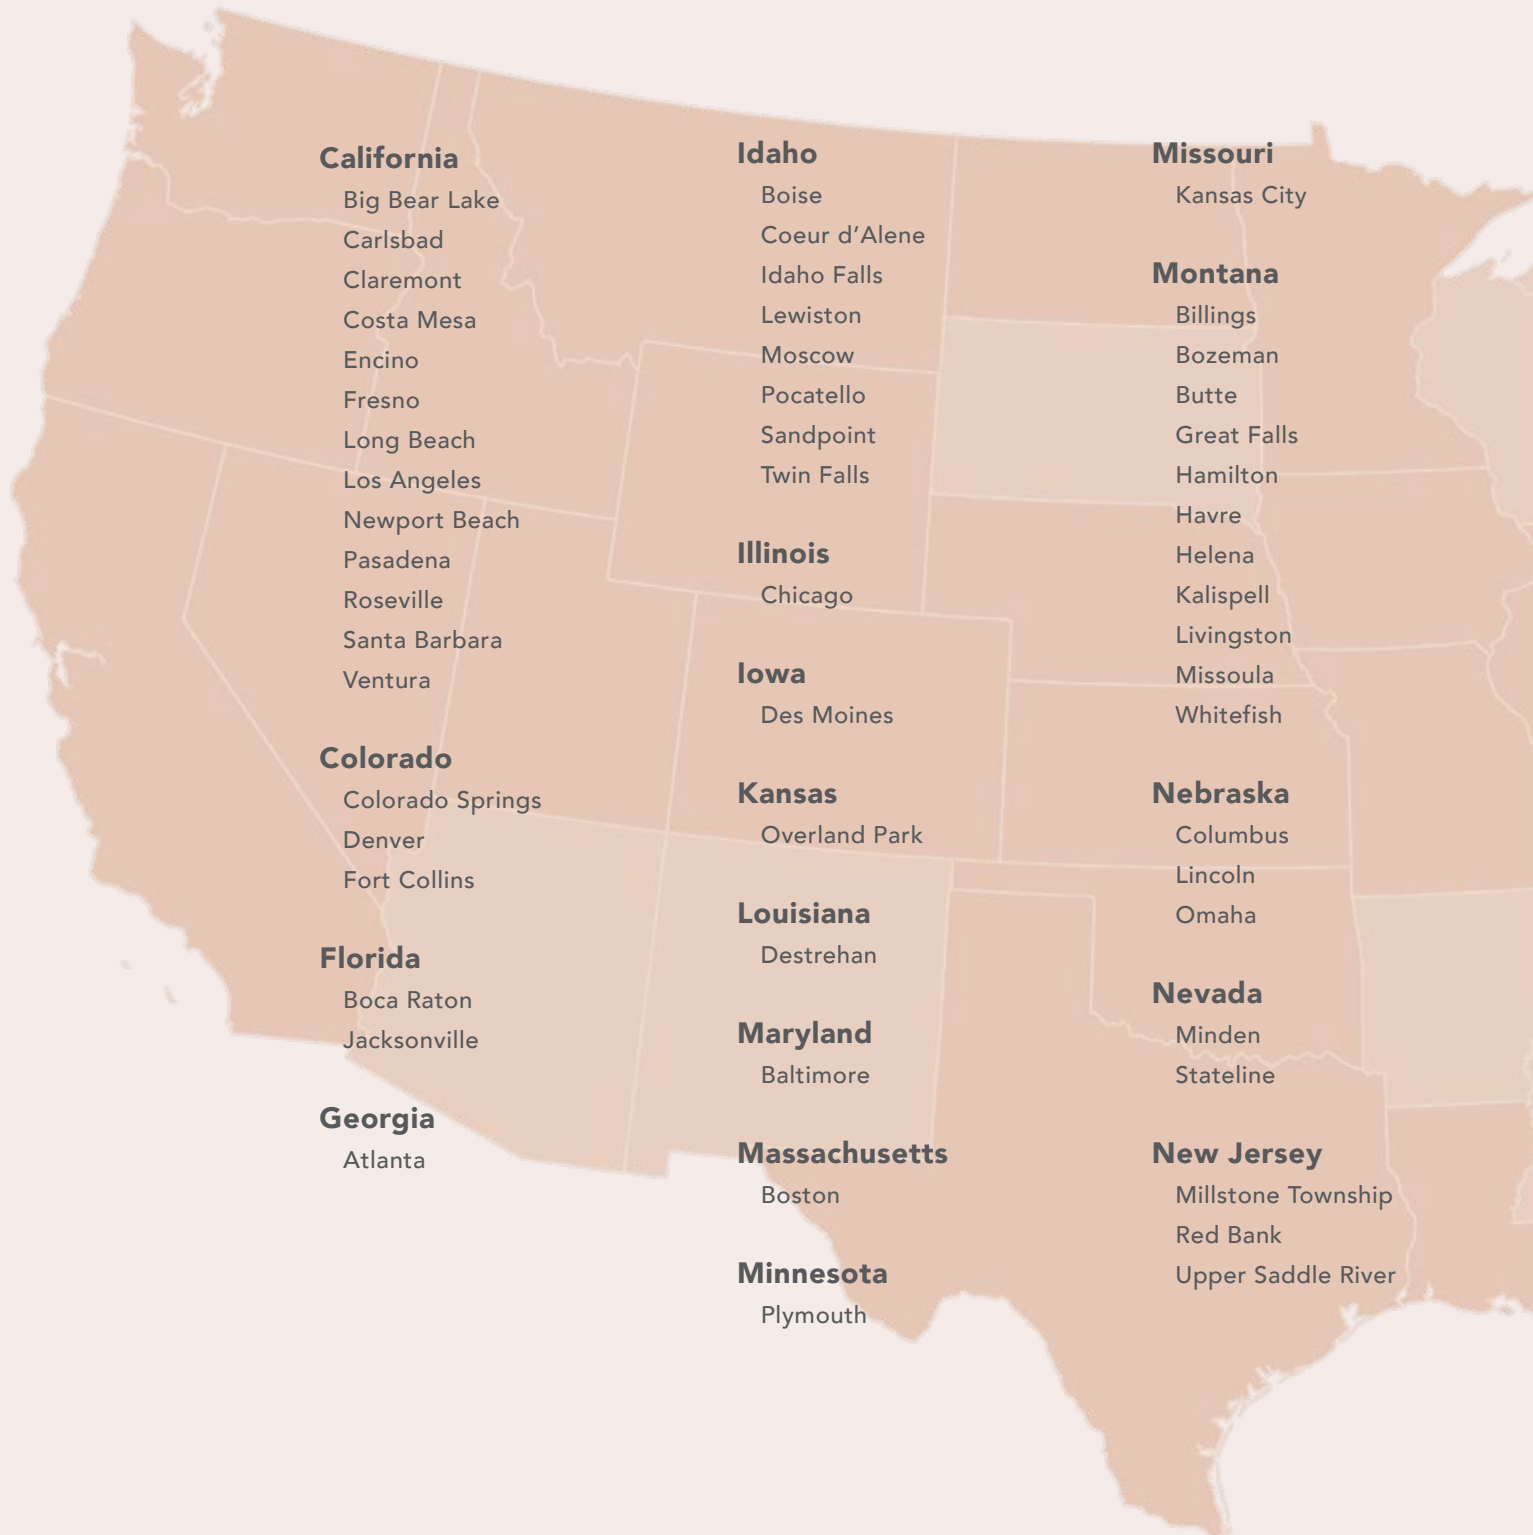 California
Big Bear Lake
Carlsbad
Claremont
Costa Mesa
Encino
Fresno
Long Beach
Los Angeles
Newport Beach
Pasadena
Roseville
Santa Barbara
Ventura
Colorado
Colorado Springs
Denver
Fort Collins
Florida
Boca Raton
Jacksonville
Georgia
Atlanta
Idaho
Boise
Coeur d’Alene
Idaho Falls
Lewiston
Moscow
Pocatello
Sandpoint
Twin Falls
Illinois
Chicago
Iowa
Des Moines
Kansas
Overland Park
Louisiana
Destrehan
Maryland
Baltimore
Massachusetts
Boston
Minnesota
Plymouth
Missouri
Kansas City
Montana
Billings
Bozeman
Butte
Great Falls
Hamilton
Havre
Helena
Kalispell
Livingston
Missoula
Whitefish
Nebraska
Columbus
Lincoln
Omaha
Nevada
Minden
Stateline
New Jersey
Millstone Township
Red Bank
Upper Saddle River